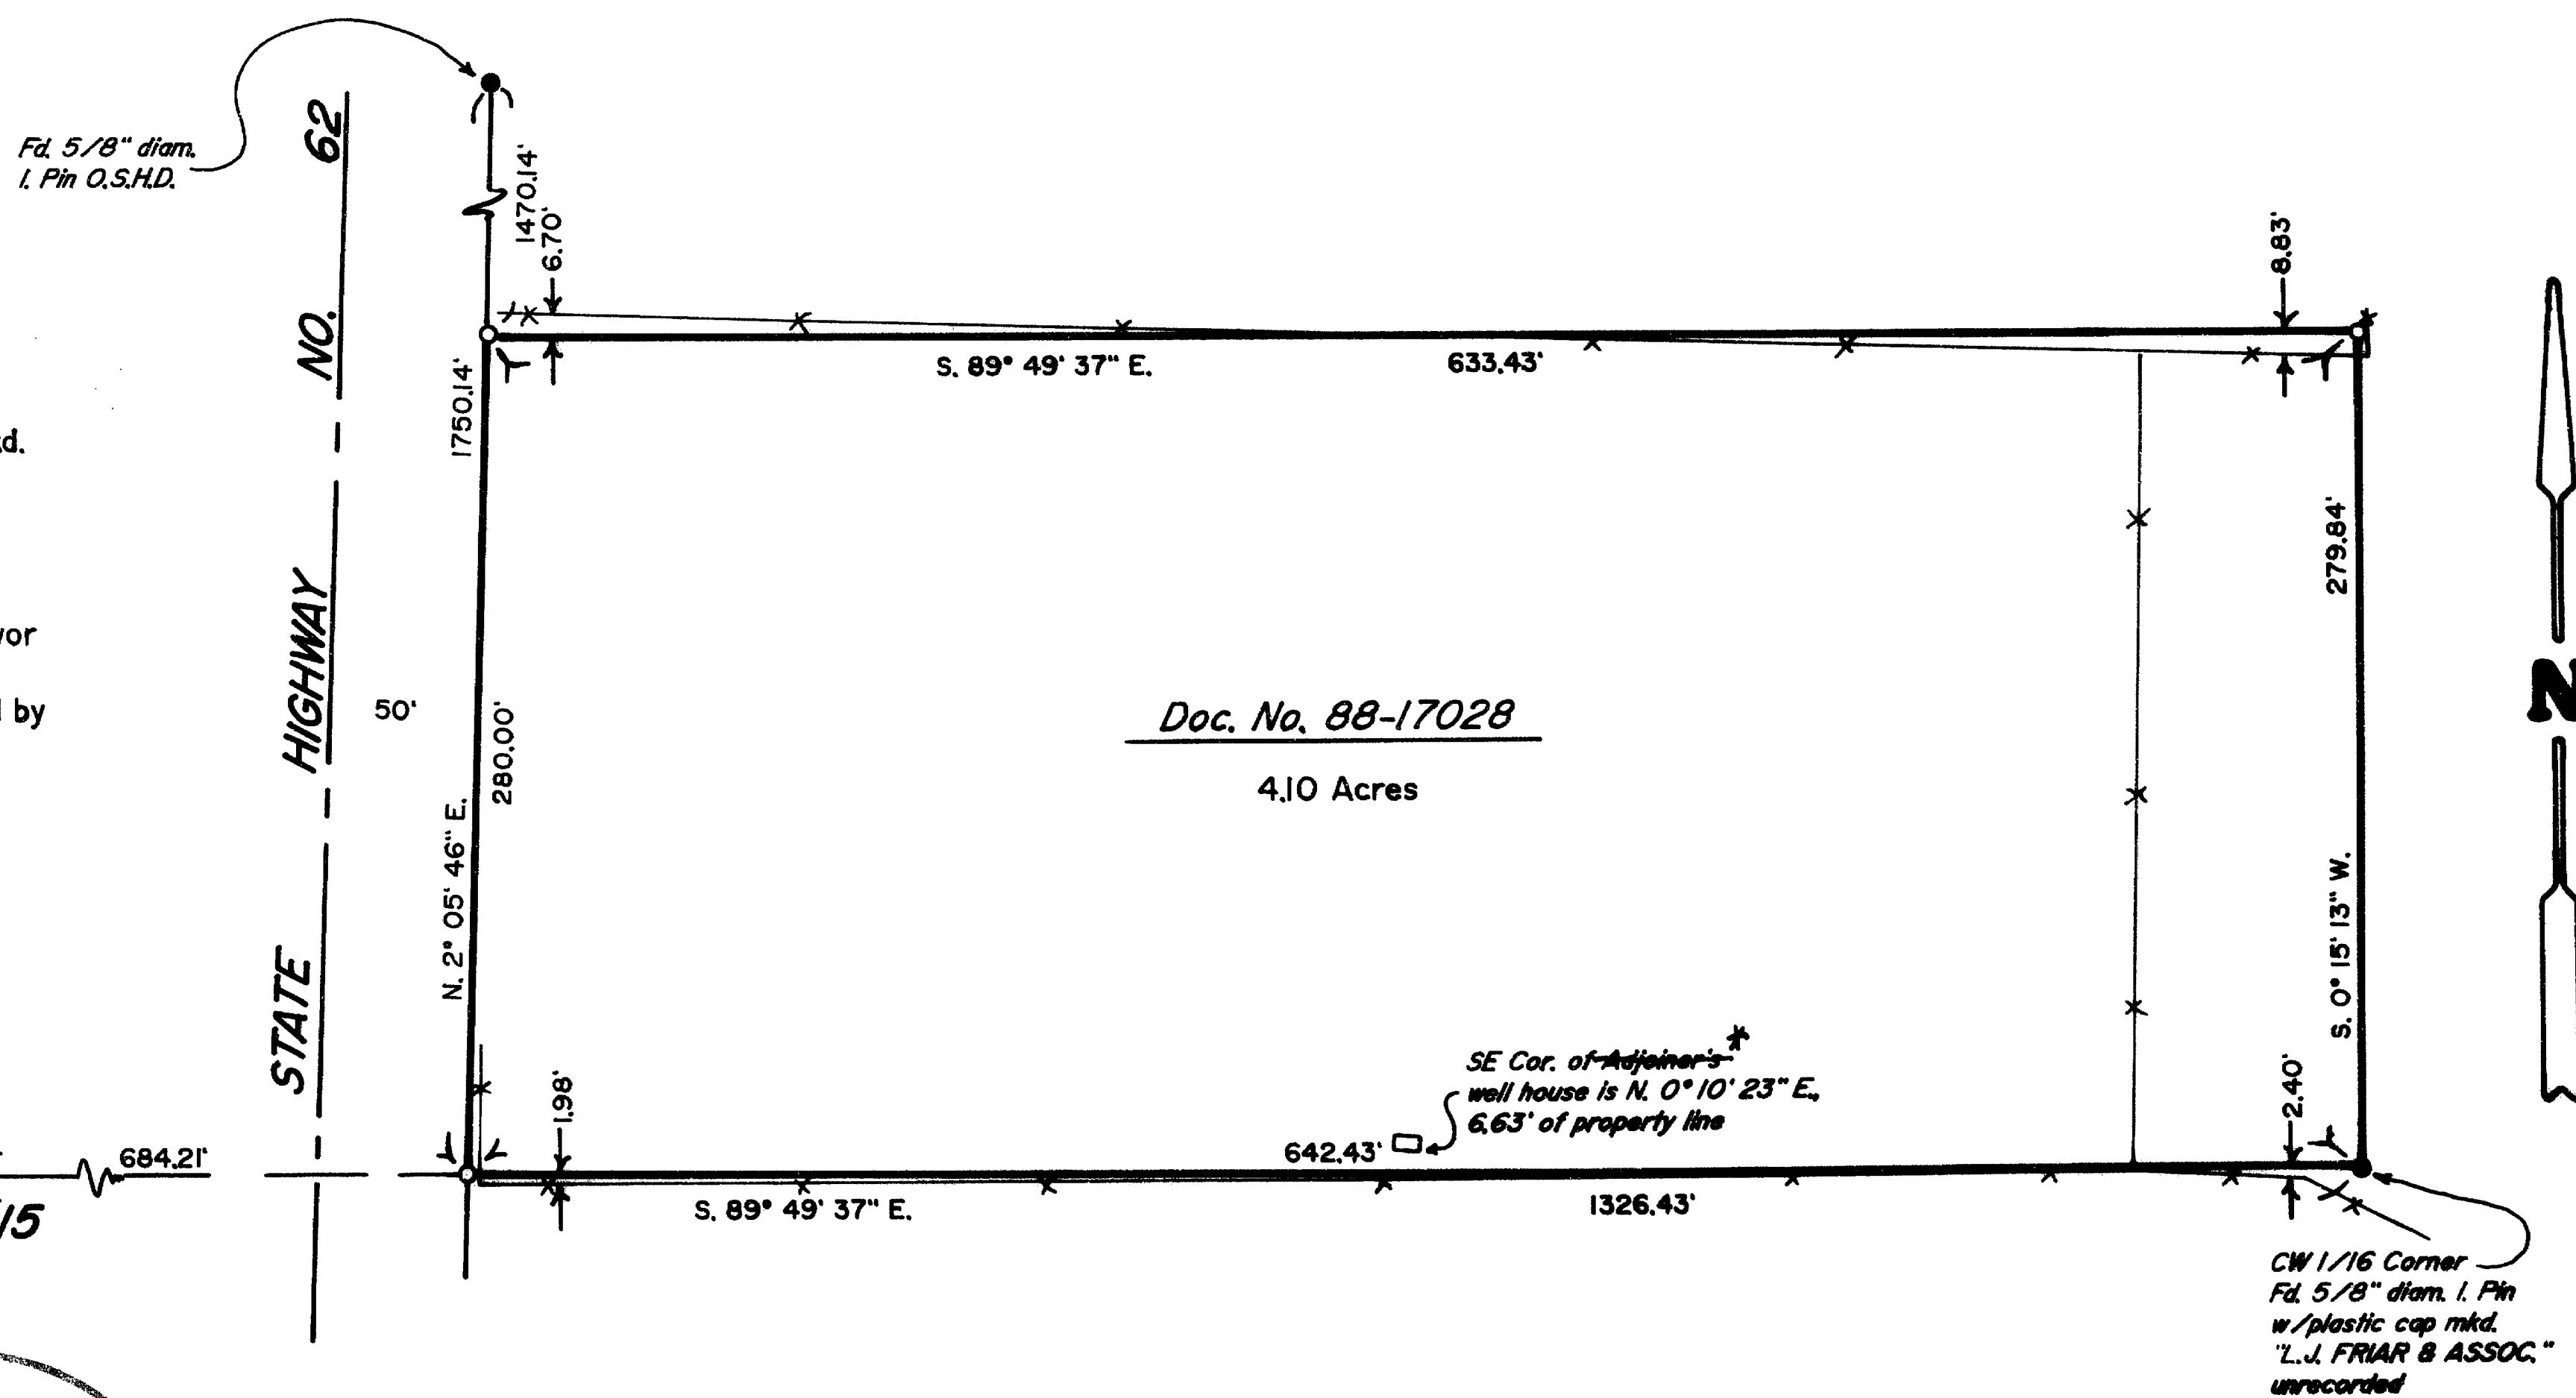 Fd. 5/8" diam.
I. Pin O.S.H.D.
STATE HIGHWAY NO. 62
1470.14'
6.70'
8.83'
S. 89° 49' 37" E.
633.43'
1750.14'
by
50'
280.00'
N. 2° 05' 46" E.
279.84'
S. 0° 15' 13" W.
N
Doc. No. 88-17028
4.10 Acres
SE Cor. of Adjoiner's *
well house is N. 0° 10' 23" E.,
6.63' of property line
1.98'
2.40'
684.21'
642.43'
S. 89° 49' 37" E.
1326.43'
15
CW 1/16 Corner
Fd. 5/8" diam. I. Pin
w/plastic cap mkd.
"L.J. FRIAR & ASSOC."
unrecorded